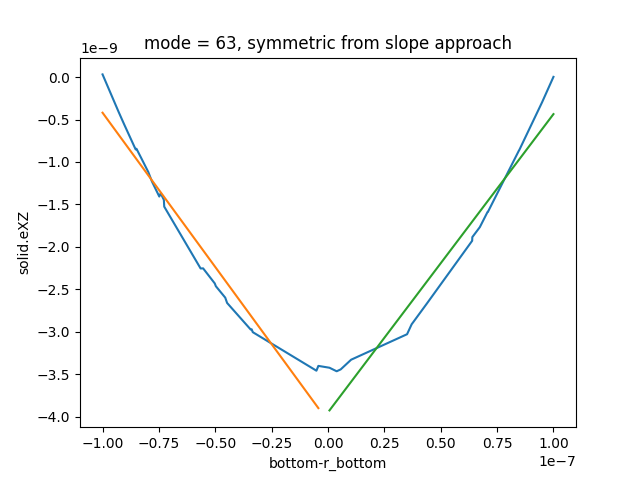 mode = 63, symmetric from slope approach
1e−9
0.0
−0.5
−1.0
−1.5
−2.0
−2.5
−3.0
−3.5
−4.0
solid.eXZ
−1.00 −0.75 −0.50 −0.25 0.00 0.25 0.50 0.75 1.00
bottom-r_bottom
1e−7